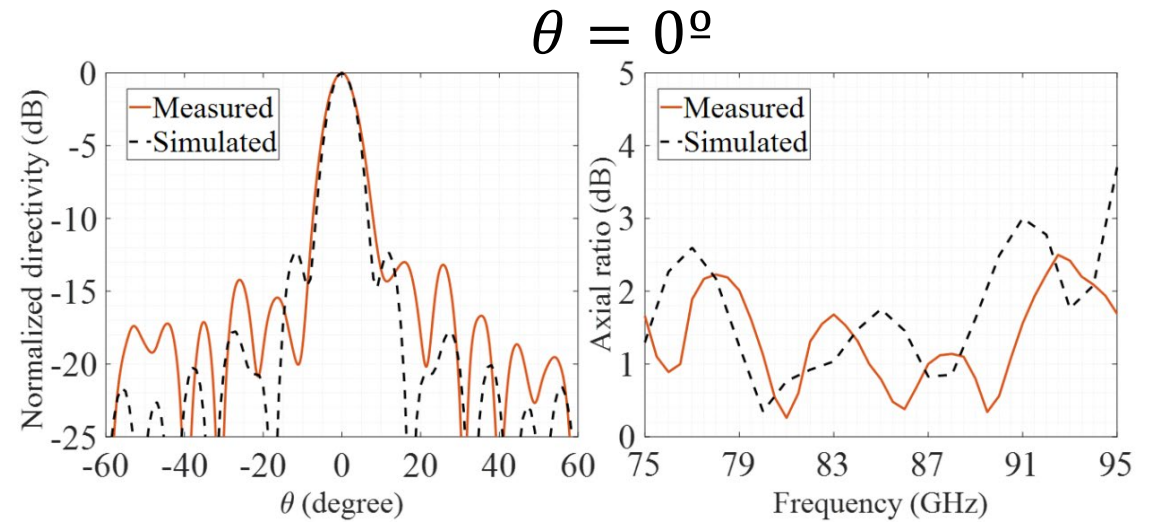 θ = 0º
Normalized directivity (dB)
0
-5
-10
-15
-20
-25
Measured
Simulated
-60 -40 -20 0 20 40 60
θ (degree)
Axial ratio (dB)
5
4
3
2
1
0
Measured
Simulated
75 79 83 87 91 95
Frequency (GHz)